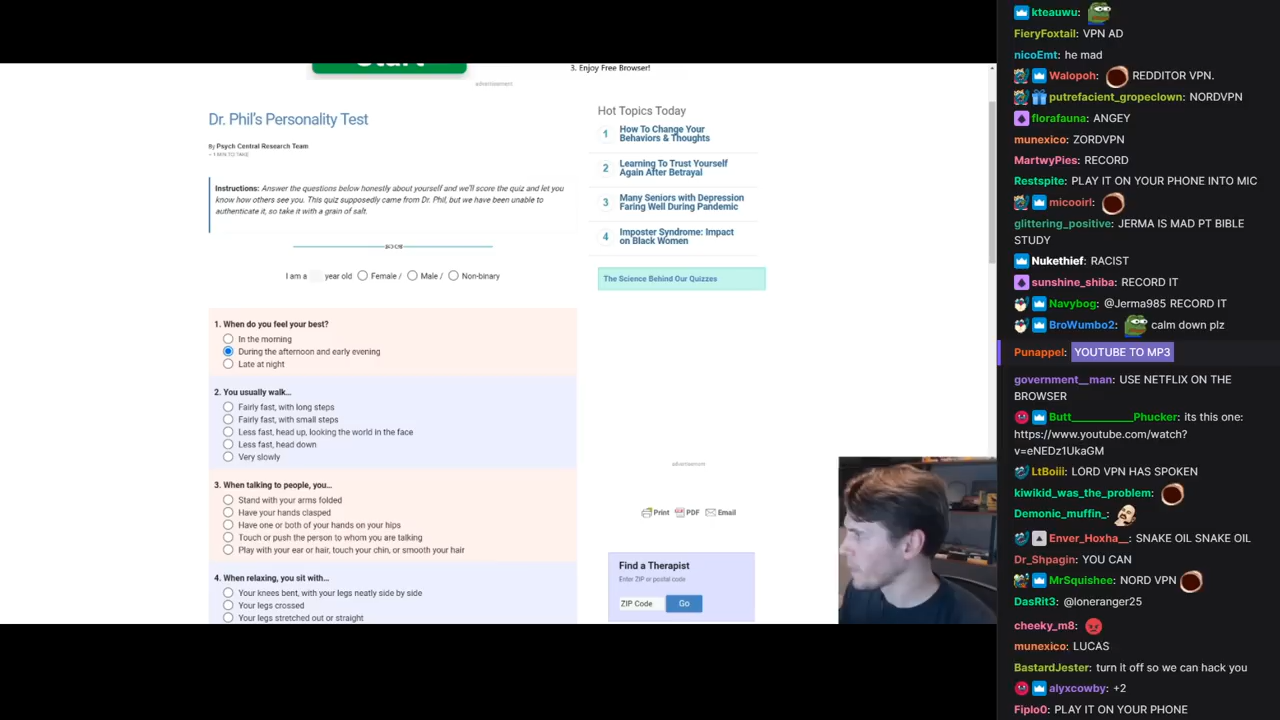 Start
3. Enjoy Free Browser!
advertisement
Dr. Phil's Personality Test
By Psych Central Research Team
~ 1 MIN TO TAKE
Instructions: Answer the questions below honestly about yourself and we'll score the quiz and let you
know how others see you. This quiz supposedly came from Dr. Phil, but we have been unable to
authenticate it, so take it with a grain of salt.
I am a year old Female / Male / Non-binary
1. When do you feel your best?
In the morning
During the afternoon and early evening
Late at night
2. You usually walk...
Fairly fast, with long steps
Fairly fast, with small steps
Less fast, head up, looking the world in the face
Less fast, head down
Very slowly
3. When talking to people, you...
Stand with your arms folded
Have your hands clasped
Have one or both of your hands on your hips
Touch or push the person to whom you are talking
Play with your ear or hair, touch your chin, or smooth your hair
4. When relaxing, you sit with...
Your knees bent, with your legs neatly side by side
Your legs crossed
Your legs stretched out or straight
Hot Topics Today
1 How To Change Your
Behaviors & Thoughts
2 Learning To Trust Yourself
Again After Betrayal
3 Many Seniors with Depression
Faring Well During Pandemic
4 Imposter Syndrome: Impact
on Black Women
The Science Behind Our Quizzes
advertisement
Print PDF Email
Find a Therapist
Enter ZIP or postal code
ZIP Code Go
kteauwu:
FieryFoxtail: VPN AD
nicoEmt: he mad
Walopoh: REDDITOR VPN.
putrefacient_gropeclown: NORDVPN
florafauna: ANGEY
munexico: ZORDVPN
MartwyPies: RECORD
Restspite: PLAY IT ON YOUR PHONE INTO MIC
micoolrl:
glittering_positive: JERMA IS MAD PT BIBLE
STUDY
Nukethief: RACIST
sunshine_shiba: RECORD IT
Navybog: @Jerma985 RECORD IT
BroWumbo2: calm down plz
Punappel: YOUTUBE TO MP3
government__man: USE NETFLIX ON THE
BROWSER
Butt__________Phucker: its this one:
https://www.youtube.com/watch?
v=eNEDz1UkaGM
LtBoiii: LORD VPN HAS SPOKEN
kiwikid_was_the_problem:
Demonic_muffin_:
Enver_Hoxha__: SNAKE OIL SNAKE OIL
Dr_Shpagin: YOU CAN
MrSquishee: NORD VPN
DasRit3: @loneranger25
cheeky_m8:
munexico: LUCAS
BastardJester: turn it off so we can hack you
alyxcowby: +2
Fiplo0: PLAY IT ON YOUR PHONE